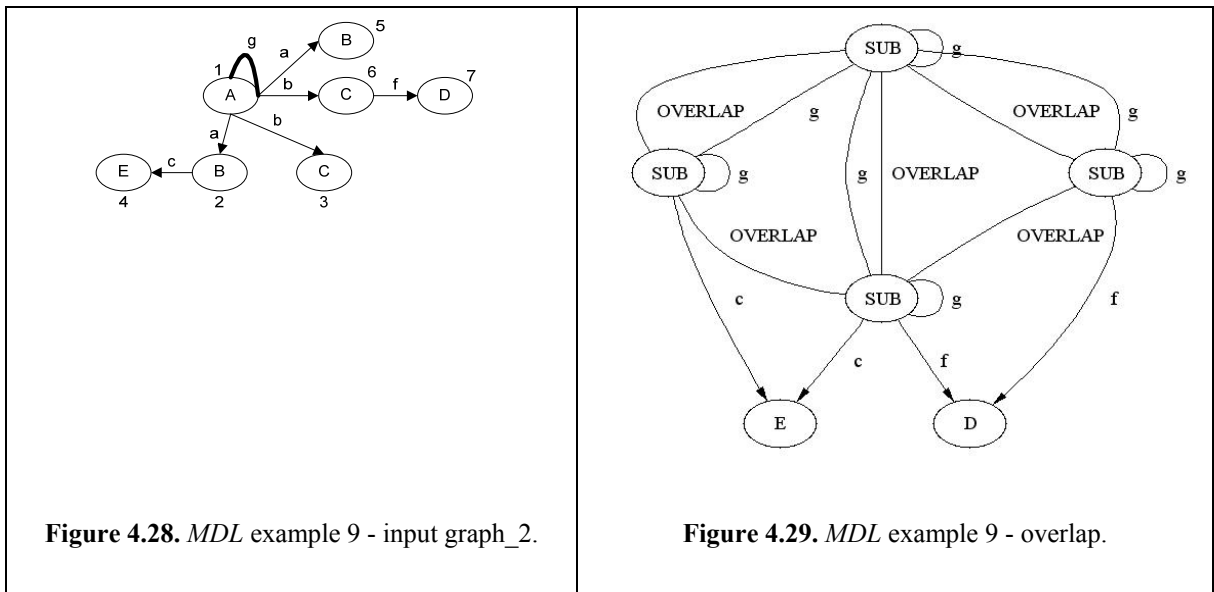 g
a
B
5
1
A
b
6
C
f
7
D
a
b
E
c
B
C
4
2
3
Figure 4.28. MDL example 9 - input graph_2.
SUB
g
OVERLAP
g
OVERLAP
g
SUB
g
g
OVERLAP
SUB
g
OVERLAP
OVERLAP
c
SUB
g
f
c
f
E
D
Figure 4.29. MDL example 9 - overlap.